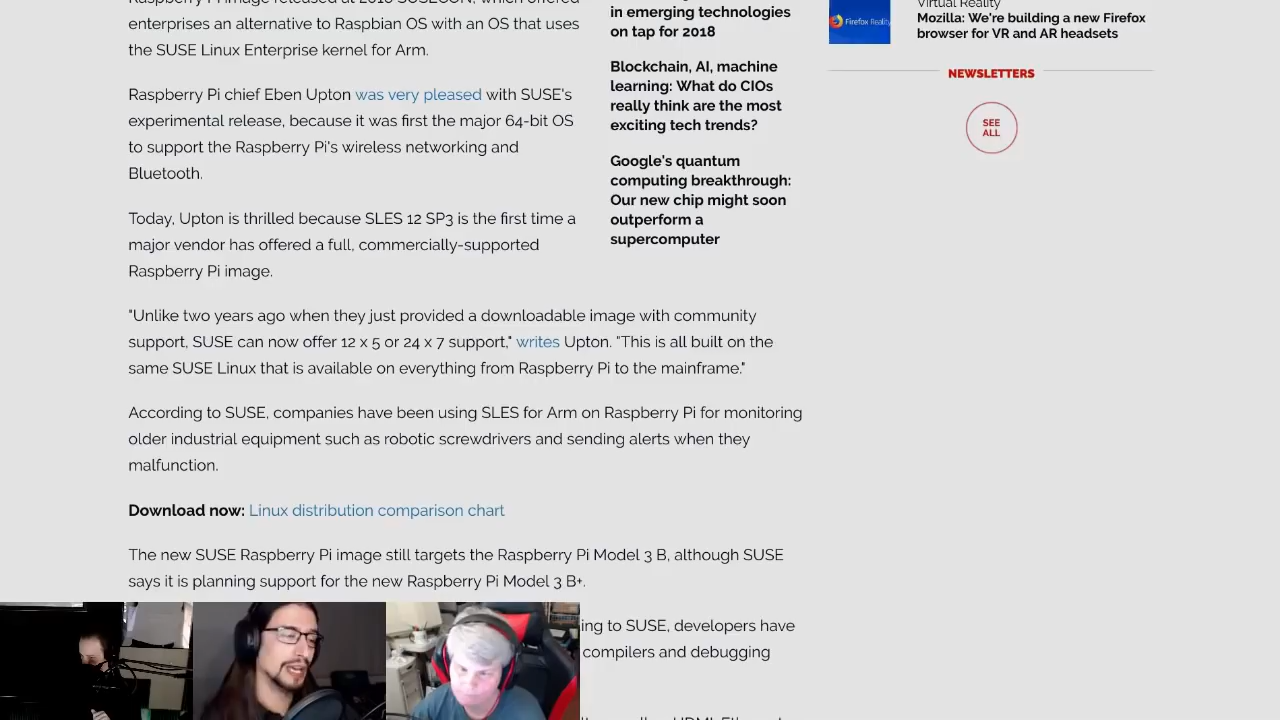 Raspberry Pi image released at 2016 SUSECON, which offered
enterprises an alternative to Raspbian OS with an OS that uses
the SUSE Linux Enterprise kernel for Arm.
Raspberry Pi chief Eben Upton was very pleased with SUSE's
experimental release, because it was first the major 64-bit OS
to support the Raspberry Pi's wireless networking and
Bluetooth.
Today, Upton is thrilled because SLES 12 SP3 is the first time a
major vendor has offered a full, commercially-supported
Raspberry Pi image.
"Unlike two years ago when they just provided a downloadable image with community
support, SUSE can now offer 12 x 5 or 24 x 7 support," writes Upton. "This is all built on the
same SUSE Linux that is available on everything from Raspberry Pi to the mainframe."
According to SUSE, companies have been using SLES for Arm on Raspberry Pi for monitoring
older industrial equipment such as robotic screwdrivers and sending alerts when they
malfunction.
Download now: Linux distribution comparison chart
The new SUSE Raspberry Pi image still targets the Raspberry Pi Model 3 B, although SUSE
says it is planning support for the new Raspberry Pi Model 3 B+.
ing to SUSE, developers have
compilers and debugging
in emerging technologies
on tap for 2018
Blockchain, AI, machine
learning: What do CIOs
really think are the most
exciting tech trends?
Google's quantum
computing breakthrough:
Our new chip might soon
outperform a
supercomputer
Firefox Reality
Virtual Reality
Mozilla: We're building a new Firefox
browser for VR and AR headsets
NEWSLETTERS
SEE
ALL